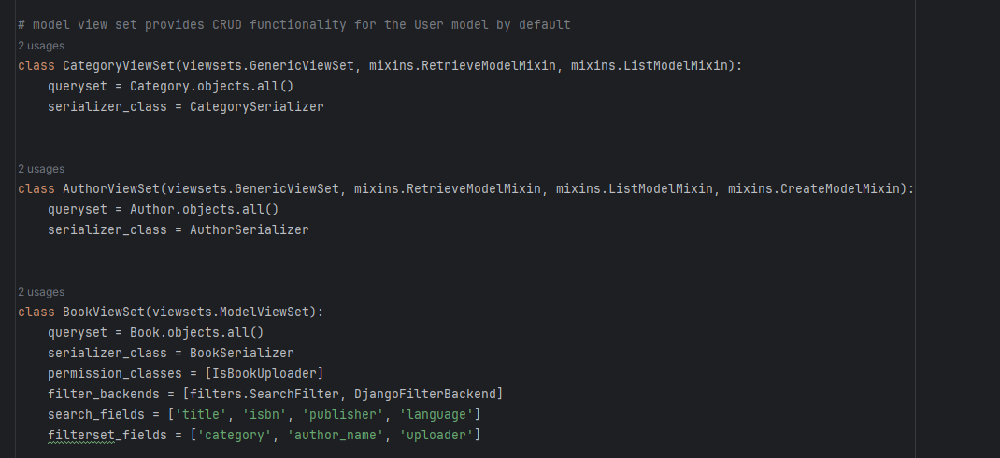 # model view set provides CRUD functionality for the User model by default
2 usages
class CategoryViewSet(viewsets.GenericViewSet, mixins.RetrieveModelMixin, mixins.ListModelMixin):
    queryset = Category.objects.all()
    serializer_class = CategorySerializer
2 usages
class AuthorViewSet(viewsets.GenericViewSet, mixins.RetrieveModelMixin, mixins.ListModelMixin, mixins.CreateModelMixin):
    queryset = Author.objects.all()
    serializer_class = AuthorSerializer
2 usages
class BookViewSet(viewsets.ModelViewSet):
    queryset = Book.objects.all()
    serializer_class = BookSerializer
    permission_classes = [IsBookUploader]
    filter_backends = [filters.SearchFilter, DjangoFilterBackend]
    search_fields = ['title', 'isbn', 'publisher', 'language']
    filterset_fields = ['category', 'author_name', 'uploader']